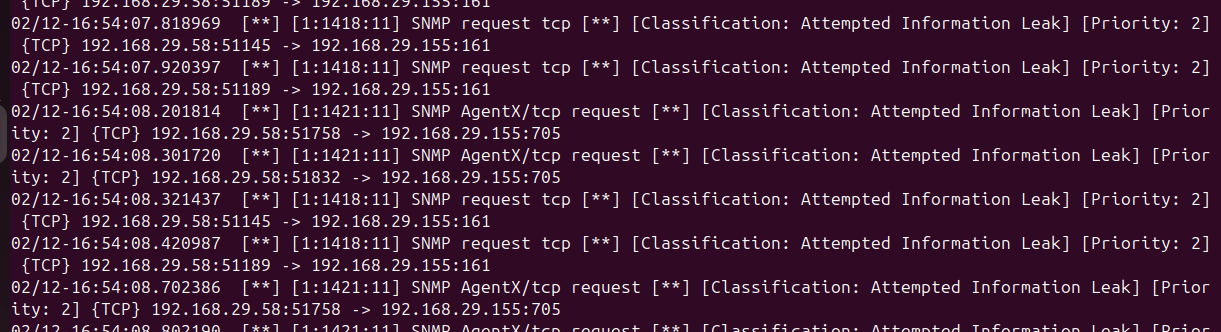 {TCP} 192.168.29.58:51189 -> 192.168.29.155:161
02/12-16:54:07.818969  [**] [1:1418:11] SNMP request tcp [**] [Classification: Attempted Information Leak] [Priority: 2]
{TCP} 192.168.29.58:51145 -> 192.168.29.155:161
02/12-16:54:07.920397  [**] [1:1418:11] SNMP request tcp [**] [Classification: Attempted Information Leak] [Priority: 2]
{TCP} 192.168.29.58:51189 -> 192.168.29.155:161
02/12-16:54:08.201814  [**] [1:1421:11] SNMP AgentX/tcp request [**] [Classification: Attempted Information Leak] [Prior
ity: 2] {TCP} 192.168.29.58:51758 -> 192.168.29.155:705
02/12-16:54:08.301720  [**] [1:1421:11] SNMP AgentX/tcp request [**] [Classification: Attempted Information Leak] [Prior
ity: 2] {TCP} 192.168.29.58:51832 -> 192.168.29.155:705
02/12-16:54:08.321437  [**] [1:1418:11] SNMP request tcp [**] [Classification: Attempted Information Leak] [Priority: 2]
{TCP} 192.168.29.58:51145 -> 192.168.29.155:161
02/12-16:54:08.420987  [**] [1:1418:11] SNMP request tcp [**] [Classification: Attempted Information Leak] [Priority: 2]
{TCP} 192.168.29.58:51189 -> 192.168.29.155:161
02/12-16:54:08.702386  [**] [1:1421:11] SNMP AgentX/tcp request [**] [Classification: Attempted Information Leak] [Prior
ity: 2] {TCP} 192.168.29.58:51758 -> 192.168.29.155:705
02/12-16:54:08.802190  [**] [1:1421:11] SNMP AgentX/tcp request [**] [Classification: Attempted Information Leak] [Prior